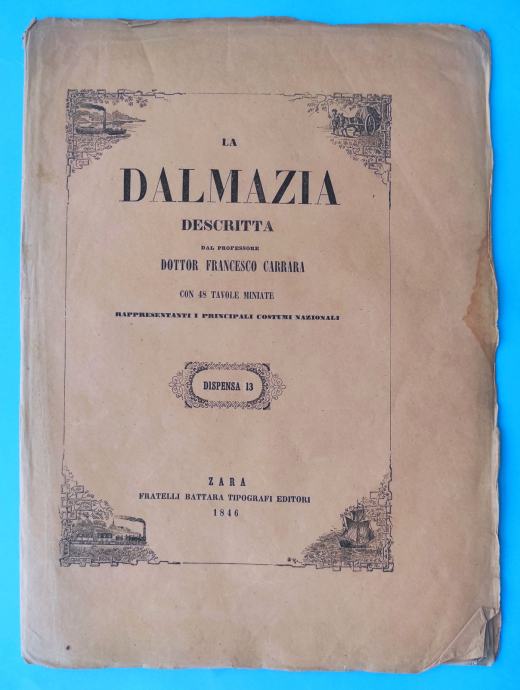 LA
DALMAZIA
DESCRITTA
DAL PROFESSORE
DOTTOR FRANCESCO CARRARA
CON 48 TAVOLE MINIATE
RAPPRESENTANTI I PRINCIPALI COSTUMI NAZIONALI
DISPENSA 13
ZARA
FRATELLI BATTARA TIPOGRAFI EDITORI
1846